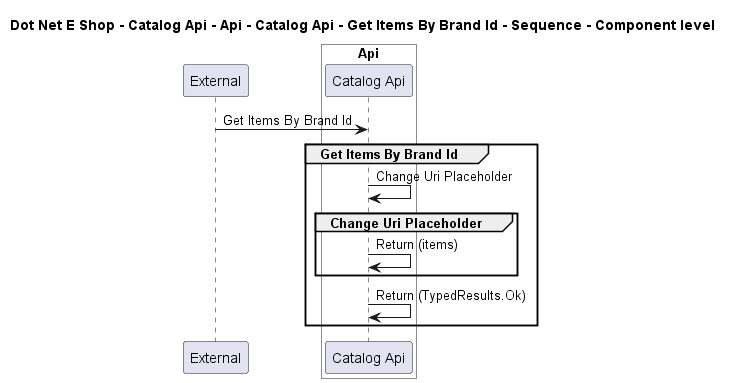 Dot Net E Shop - Catalog Api - Api - Catalog Api - Get Items By Brand Id - Sequence - Component level
Api
External
Catalog Api
Get Items By Brand Id
Get Items By Brand Id
Change Uri Placeholder
Change Uri Placeholder
Return (items)
Return (TypedResults.Ok)
External
Catalog Api